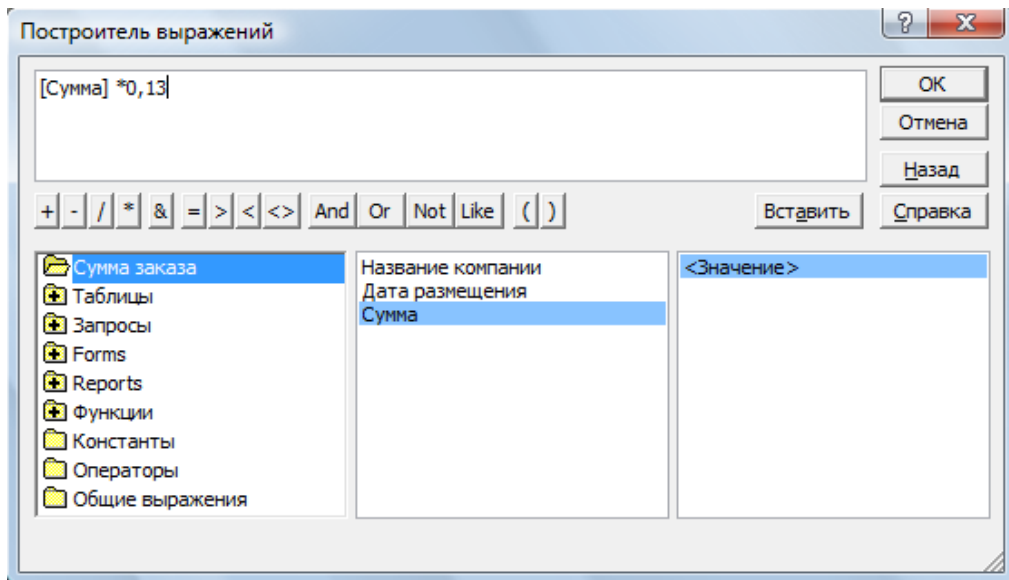 Построитель выражений
? X
[Сумма] *0,13
OK
Отмена
Назад
+ - / * & = > < <> And Or Not Like ( ) Вставить Справка
Сумма заказа
Таблицы
Запросы
Forms
Reports
Функции
Константы
Операторы
Общие выражения
Название компании
Дата размещения
Сумма
<Значение>